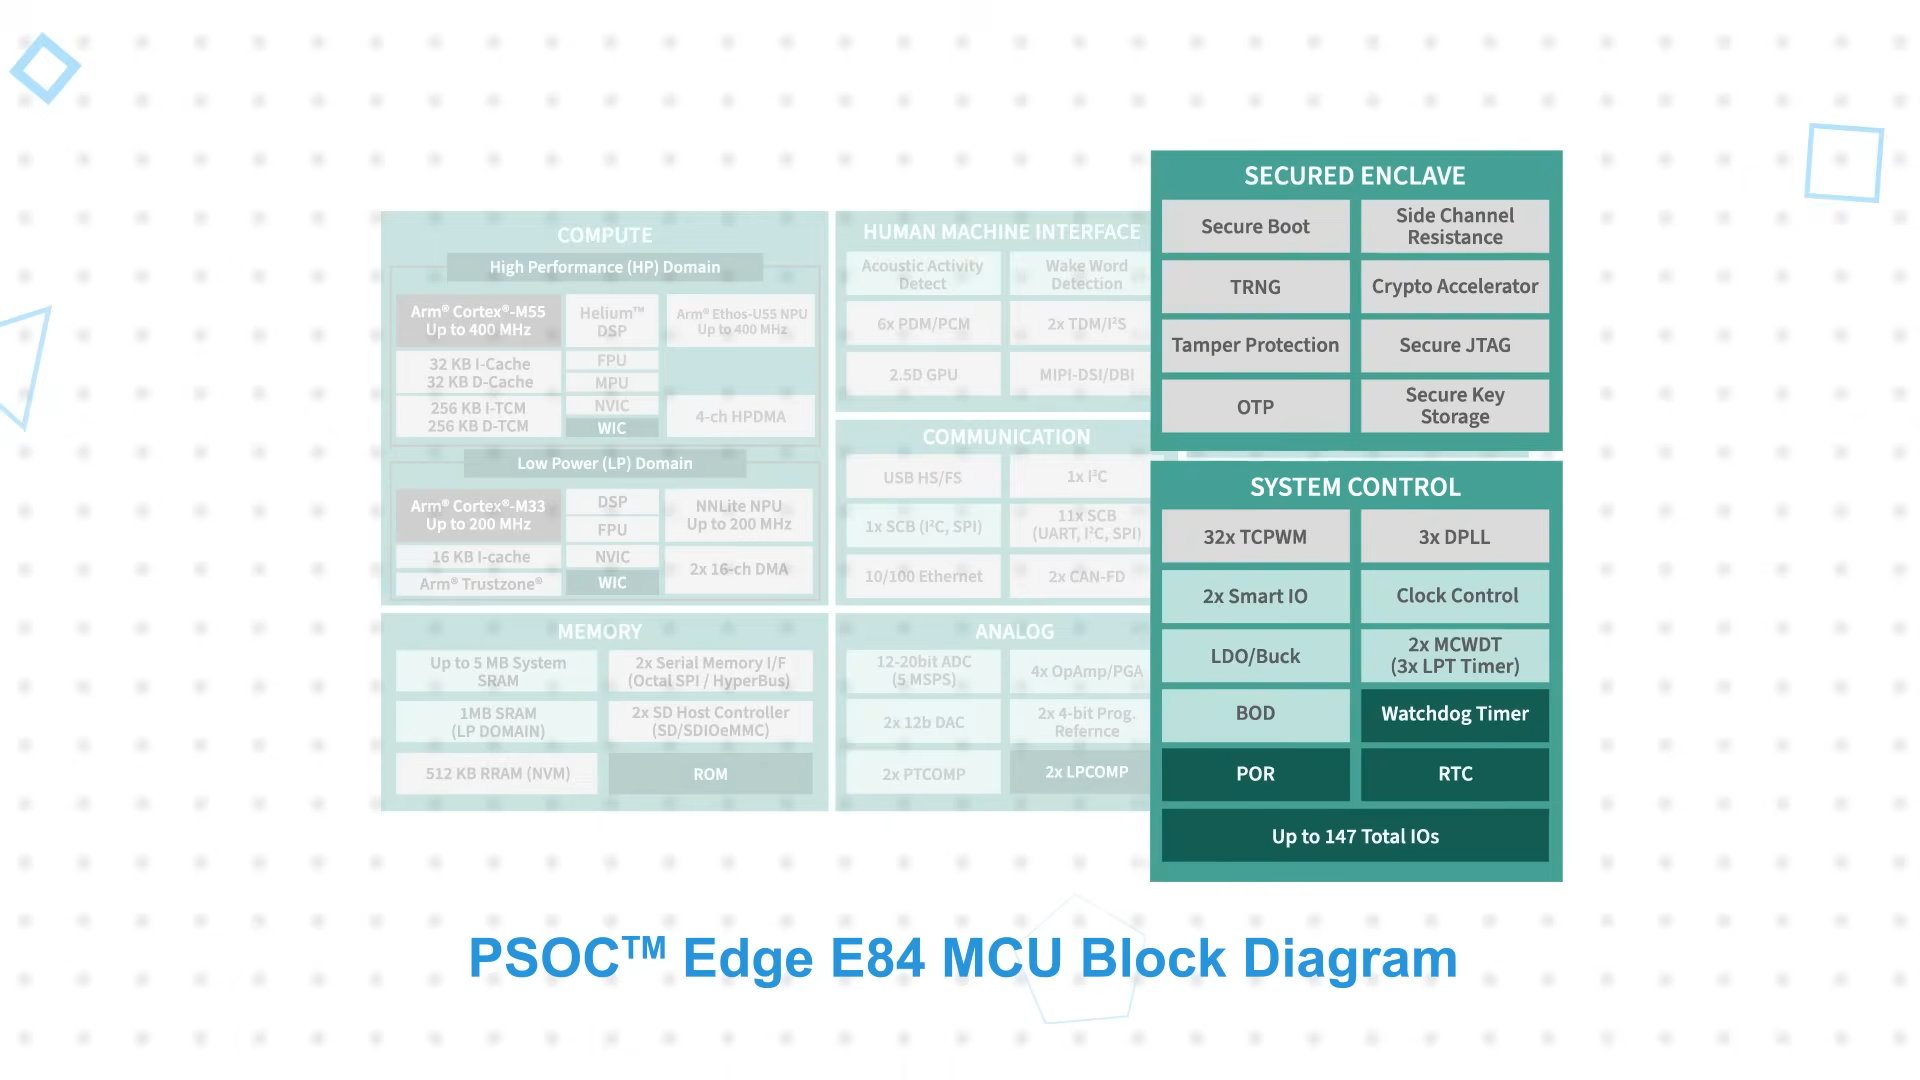 COMPUTE
High Performance (HP) Domain
Arm® Cortex®-M55
Up to 400 MHz
Helium™
DSP
Arm® Ethos-U55 NPU
Up to 400 MHz
32 KB I-Cache
32 KB D-Cache
FPU
MPU
256 KB I-TCM
256 KB D-TCM
NVIC
WIC
4-ch HPDMA
Low Power (LP) Domain
Arm® Cortex®-M33
Up to 200 MHz
DSP
FPU
NNLite NPU
Up to 200 MHz
16 KB I-cache
NVIC
Arm® Trustzone®
WIC
2x 16-ch DMA
MEMORY
Up to 5 MB System
SRAM
2x Serial Memory I/F
(Octal SPI / HyperBus)
1MB SRAM
(LP DOMAIN)
2x SD Host Controller
(SD/SDIOeMMC)
512 KB RRAM (NVM)
ROM
HUMAN MACHINE INTERFACE
Acoustic Activity
Detect
Wake Word
Detection
6x PDM/PCM
2x TDM/I²S
2.5D GPU
MIPI-DSI/DBI
COMMUNICATION
USB HS/FS
1x I³C
1x SCB (I²C, SPI)
11x SCB
(UART, I²C, SPI)
10/100 Ethernet
2x CAN-FD
ANALOG
12-20bit ADC
(5 MSPS)
4x OpAmp/PGA
2x 12b DAC
2x 4-bit Prog.
Refernce
2x PTCOMP
2x LPCOMP
SECURED ENCLAVE
Secure Boot
Side Channel
Resistance
TRNG
Crypto Accelerator
Tamper Protection
Secure JTAG
OTP
Secure Key
Storage
SYSTEM CONTROL
32x TCPWM
3x DPLL
2x Smart IO
Clock Control
LDO/Buck
2x MCWDT
(3x LPT Timer)
BOD
Watchdog Timer
POR
RTC
Up to 147 Total IOs
PSOC™ Edge E84 MCU Block Diagram